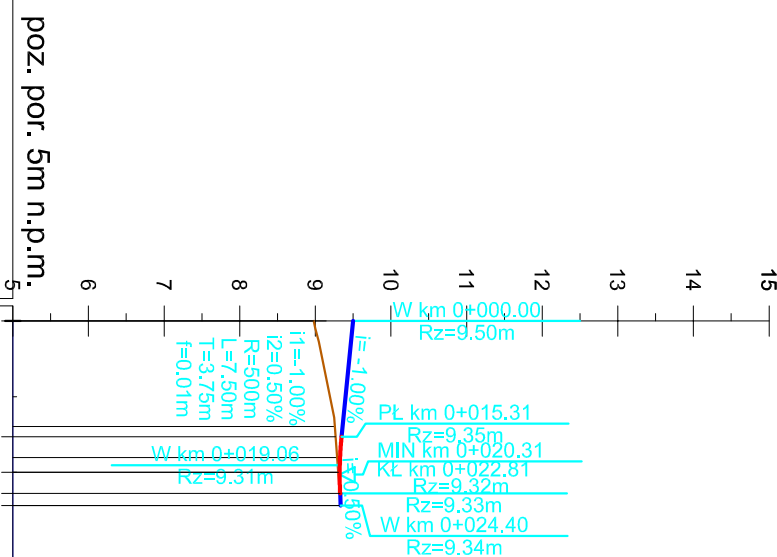 poz. por. 5m n.p.m.
5
6
7
8
9
10
11
12
13
14
15
W km 0+000.00
Rz=9.50m
i= -1.00%
i1=-1.00%
i2=0.50%
R=500m
L=7.50m
T=3.75m
f=0.01m
PŁ km 0+015.31
Rz=9.35m
W km 0+019.06
Rz=9.31m
MIN km 0+020.31
Rz=9.32m
KŁ km 0+022.81
Rz=9.33m
W km 0+024.40
Rz=9.34m